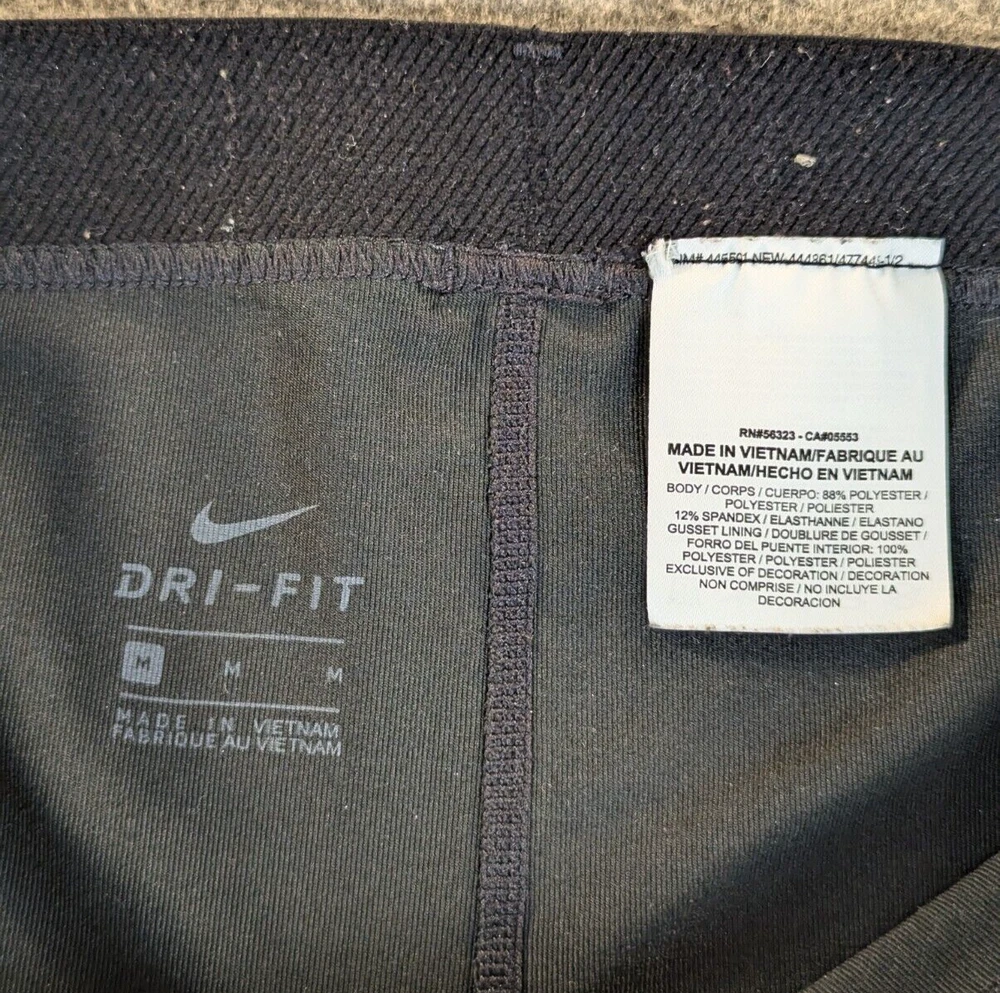 DRI-FIT
M M M
MADE IN VIETNAM
FABRIQUE AU VIETNAM
RN#56323 - CA#05553
MADE IN VIETNAM/FABRIQUE AU
VIETNAM/HECHO EN VIETNAM
BODY / CORPS / CUERPO: 88% POLYESTER /
POLYESTER / POLIESTER
12% SPANDEX / ELASTHANNE / ELASTANO
GUSSET LINING / DOUBLURE DE GOUSSET /
FORRO DEL PUENTE INTERIOR: 100%
POLYESTER / POLYESTER / POLIESTER
EXCLUSIVE OF DECORATION / DECORATION
NON COMPRISE / NO INCLUYE LA
DECORACION